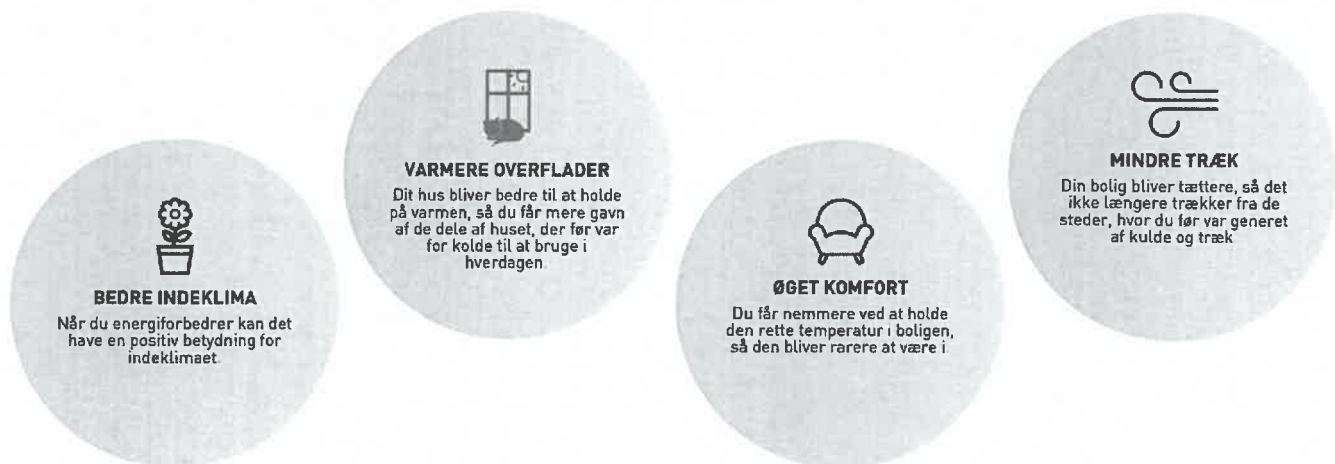 BEDRE INDEKLIMA
Når du energiforbedrer kan det
have en positiv betydning for
indeklimaet
VARMERE OVERFLADER
Dit hus bliver bedre til at holde
på varmen, så du får mere gavn
af de dele af huset, der før var
for kolde til at bruge i
hverdagen
ØGET KOMFORT
Du får nemmere ved at holde
den rette temperatur i boligen,
så den bliver rarere at være i
MINDRE TRÆK
Din bolig bliver tættere, så det
ikke længere trækker fra de
steder, hvor du før var generet
af kulde og træk